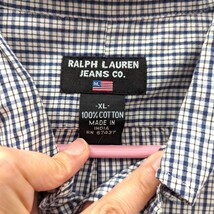 RALPH LAUREN
JEANS CO.
-XL-
100% COTTON
MADE IN
INDIA